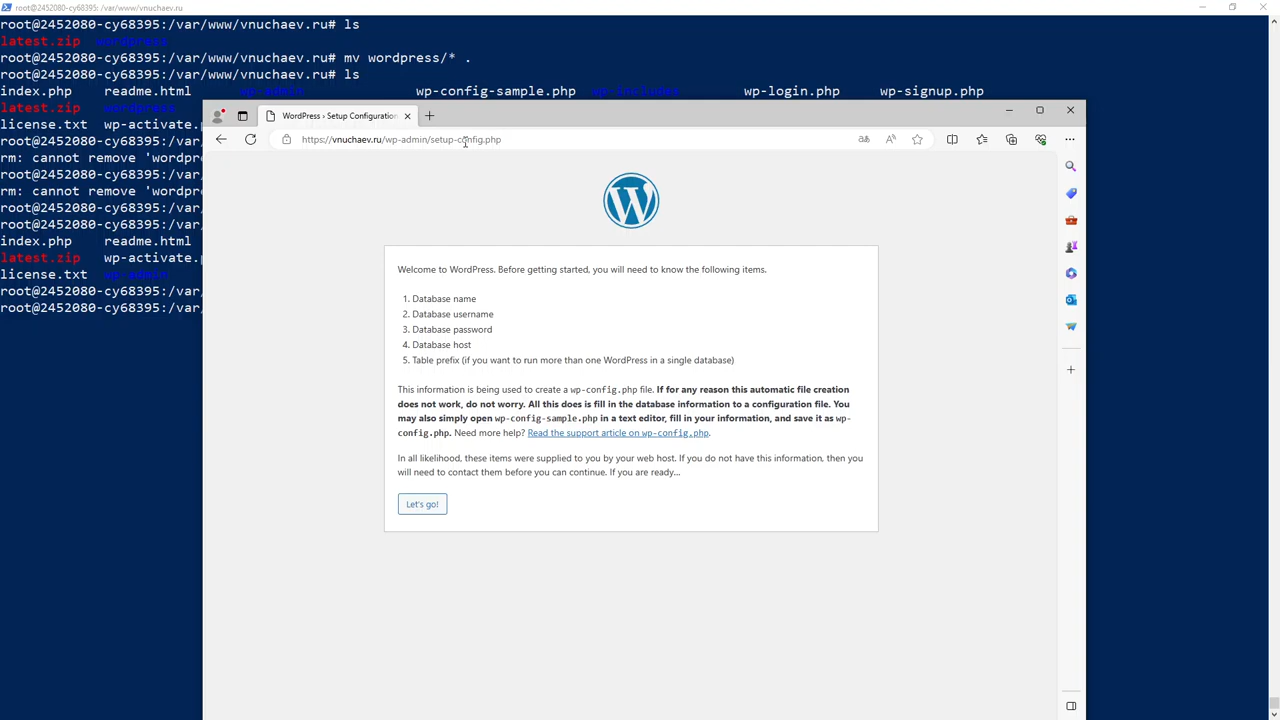 root@2452080-cy68395: /var/www/vnuchaev.ru
root@2452080-cy68395:/var/www/vnuchaev.ru# ls
latest.zip wordpress
root@2452080-cy68395:/var/www/vnuchaev.ru# mv wordpress/* .
root@2452080-cy68395:/var/www/vnuchaev.ru# ls
index.php readme.html wp-admin wp-config-sample.php wp-includes wp-login.php wp-signup.php
latest.zip wordpress
license.txt wp-activate.p
root@2452080-cy68395:/var/
rm: cannot remove 'wordpr
rm: cannot remove 'wordpr
root@2452080-cy68395:/var/
root@2452080-cy68395:/var/
index.php readme.html
latest.zip wp-activate.p
license.txt wp-admin
root@2452080-cy68395:/var/
root@2452080-cy68395:/var/
WordPress › Setup Configuration
https://vnuchaev.ru/wp-admin/setup-config.php
Welcome to WordPress. Before getting started, you will need to know the following items.
1. Database name
2. Database username
3. Database password
4. Database host
5. Table prefix (if you want to run more than one WordPress in a single database)
This information is being used to create a wp-config.php file. If for any reason this automatic file creation
does not work, do not worry. All this does is fill in the database information to a configuration file. You
may also simply open wp-config-sample.php in a text editor, fill in your information, and save it as wp-
config.php. Need more help? Read the support article on wp-config.php.
In all likelihood, these items were supplied to you by your web host. If you do not have this information, then you
will need to contact them before you can continue. If you are ready...
Let's go!